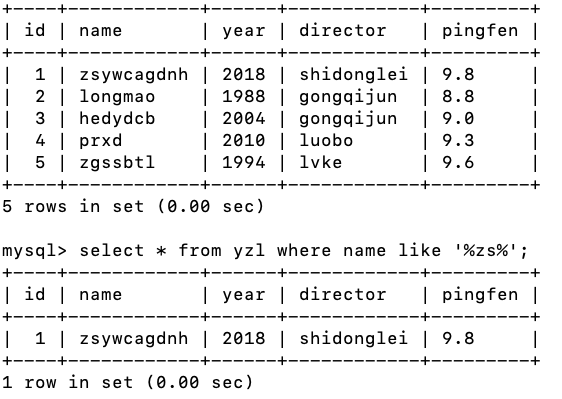 +----+--------------+------+-------------+---------+
| id | name         | year | director    | pingfen |
+----+--------------+------+-------------+---------+
|  1 | zsywcagdnh   | 2018 | shidonglei  | 9.8     |
|  2 | longmao      | 1988 | gongqijun   | 8.8     |
|  3 | hedydcb      | 2004 | gongqijun   | 9.0     |
|  4 | prxd         | 2010 | luobo       | 9.3     |
|  5 | zgssbtl      | 1994 | lvke        | 9.6     |
+----+--------------+------+-------------+---------+
5 rows in set (0.00 sec)
mysql> select * from yzl where name like '%zs%';
+----+--------------+------+-------------+---------+
| id | name         | year | director    | pingfen |
+----+--------------+------+-------------+---------+
|  1 | zsywcagdnh   | 2018 | shidonglei  | 9.8     |
+----+--------------+------+-------------+---------+
1 row in set (0.00 sec)